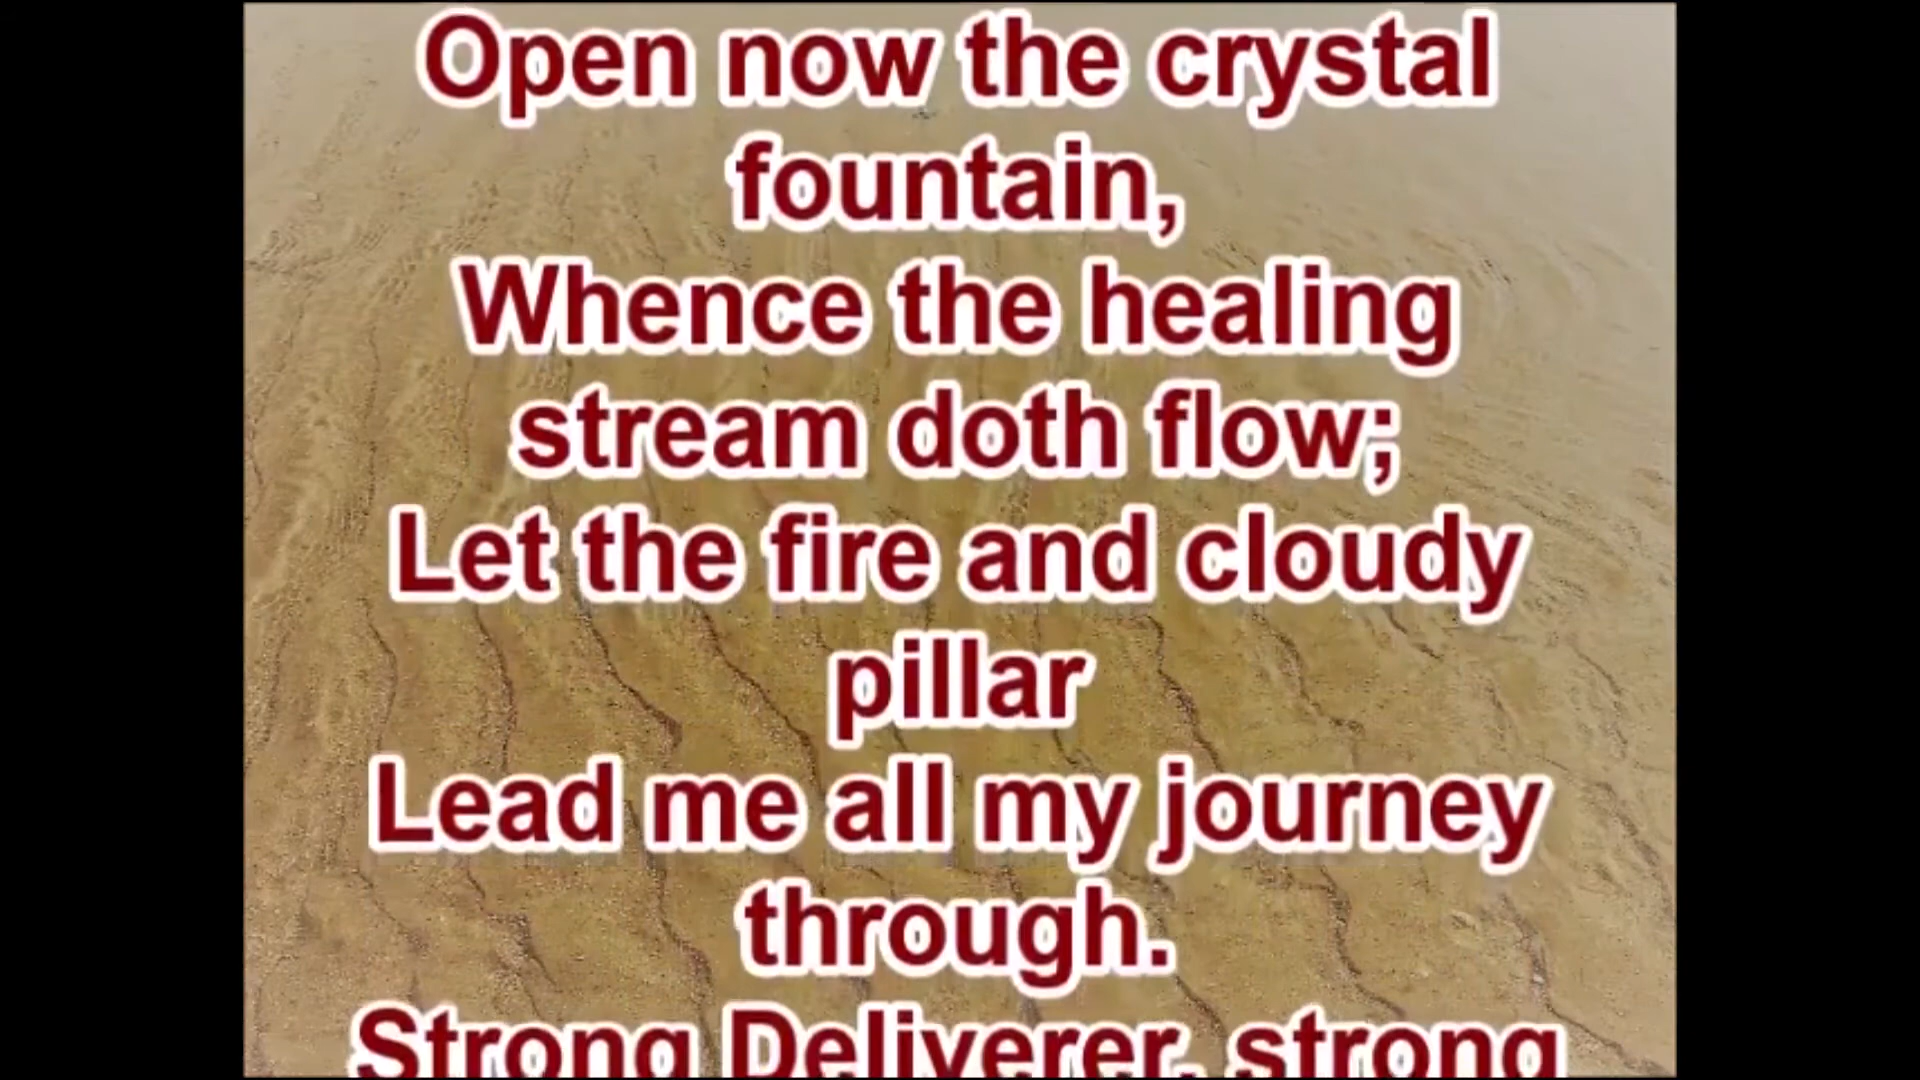 Open now the crystal
fountain,
Whence the healing
stream doth flow;
Let the fire and cloudy
pillar
Lead me all my journey
through.
Strong Deliverer, strong